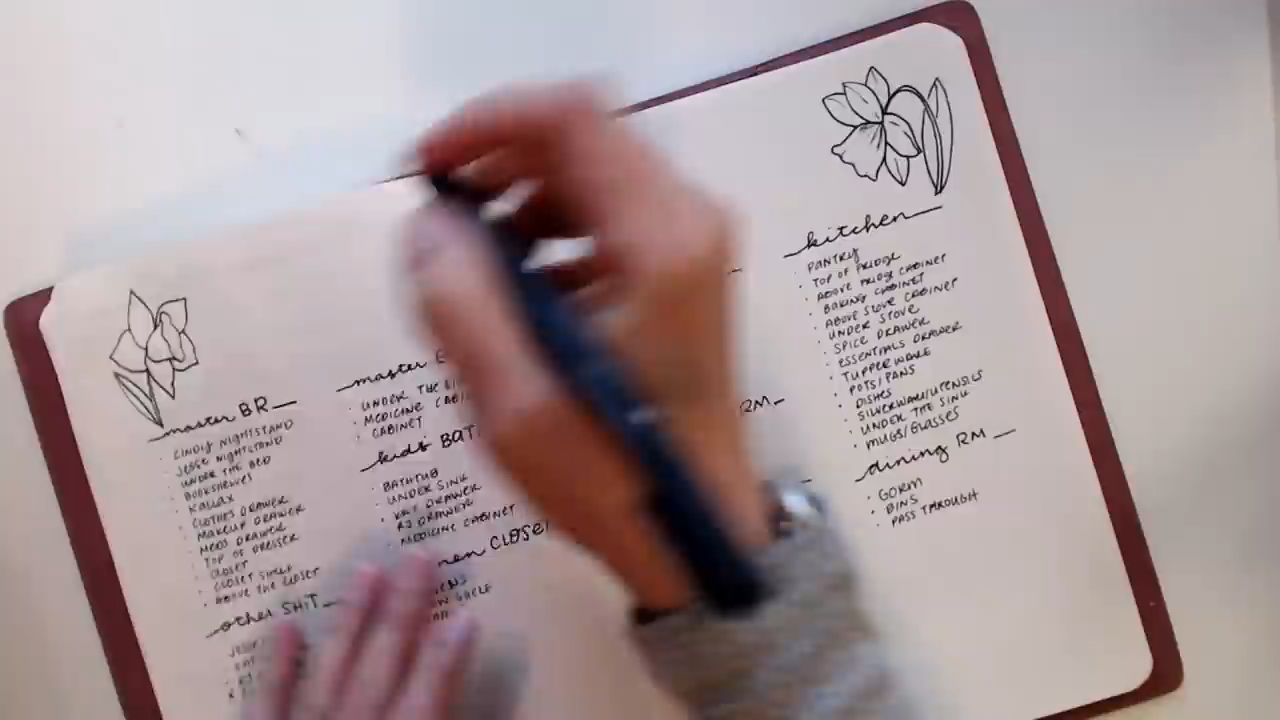 master BR
CINDY NIGHTSTAND
JESSE NIGHTSTAND
UNDER THE BED
BOOKSHELVES
KALLAX
CLOTHES DRAWER
MAKEUP DRAWER
MEDS DRAWER
TOP OF DRESSER
CLOSET
CLOSET SHELF
ABOVE THE CLOSET
other SHIT
master
UNDER THE
MEDICINE
CABINET
kids
BATHTUB
UNDER SINK
DRAWER
RJ DRAWER
MEDICINE CABINET
CLOSET
SHELF
RM
kitchen
PANTRY
TOP OF FRIDGE
ABOVE FRIDGE CABINET
BAKING CABINET
ABOVE STOVE CABINET
UNDER STOVE
SPICE DRAWER
ESSENTIALS DRAWER
TUPPERWARE
POTS/PANS
DISHES
SILVERWARE/UTENSILS
UNDER THE SINK
MUGS/GLASSES
dining RM
GORM
BINS
PASS THROUGH